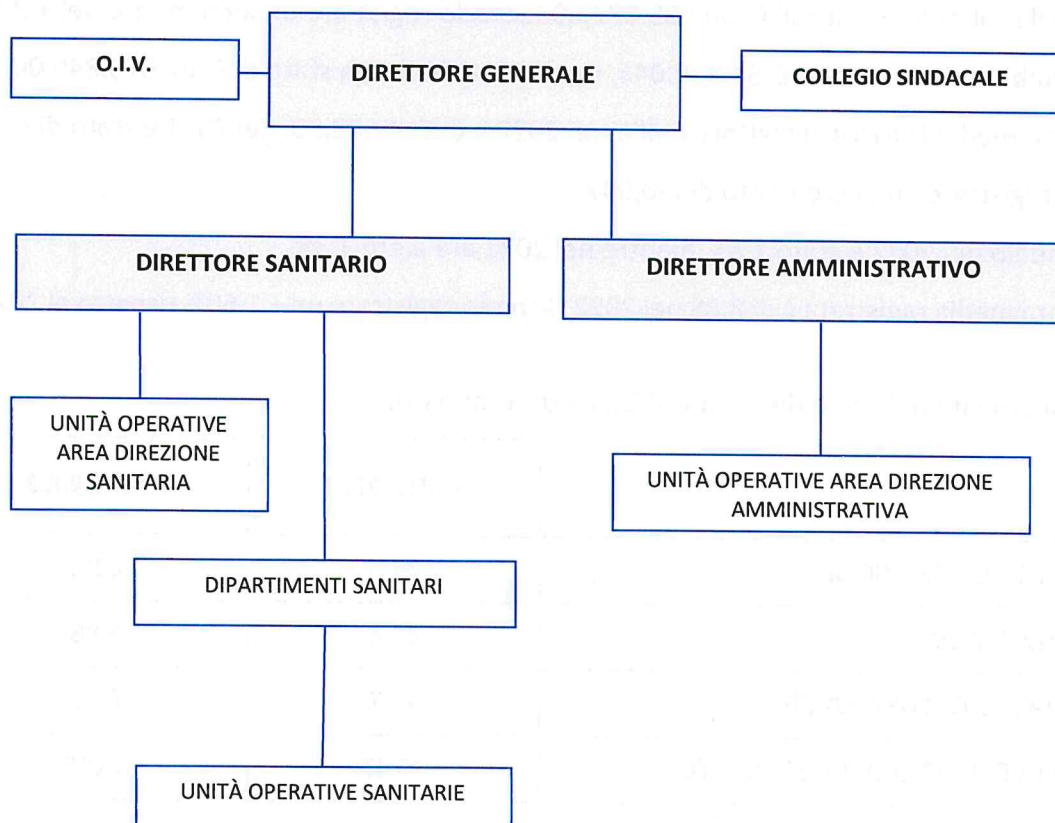 O.I.V.
DIRETTORE GENERALE
COLLEGIO SINDACALE
DIRETTORE SANITARIO
DIRETTORE AMMINISTRATIVO
UNITÀ OPERATIVE
AREA DIREZIONE
SANITARIA
UNITÀ OPERATIVE AREA DIREZIONE
AMMINISTRATIVA
DIPARTIMENTI SANITARI
UNITÀ OPERATIVE SANITARIE